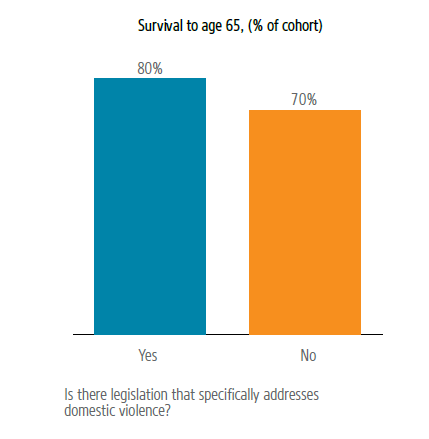 Survival to age 65, (% of cohort)
80%
70%
Yes
No
Is there legislation that specifically addresses
domestic violence?